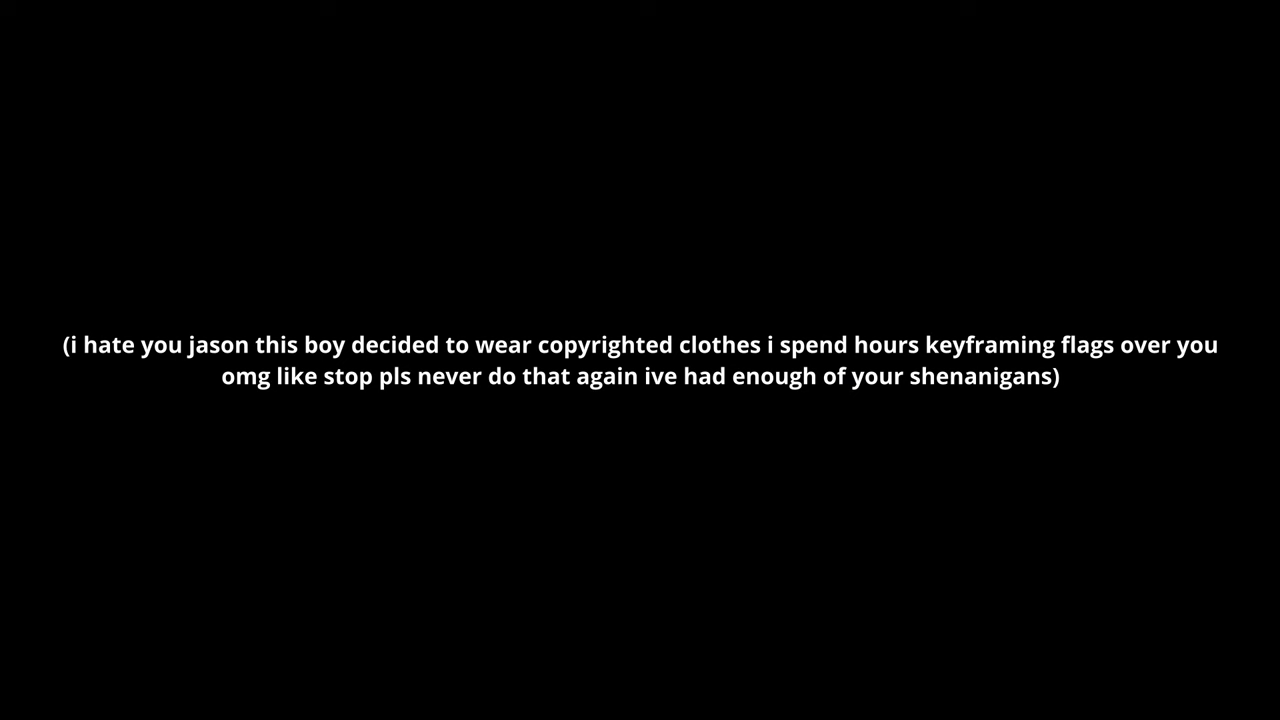 (i hate you jason this boy decided to wear copyrighted clothes i spend hours keyframing flags over you
omg like stop pls never do that again ive had enough of your shenanigans)